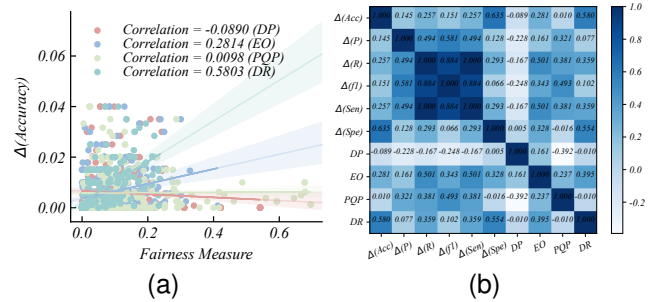 (a)
Correlation = -0.0890 (DP)
Correlation = 0.2814 (EO)
Correlation = 0.0098 (PQP)
Correlation = 0.5803 (DR)
Δ(Accuracy)
0.06
0.04
0.02
0.00
0.0 0.2 0.4 0.6
Fairness Measure
(a)
(b)
Δ(Acc) 1.000 0.145 0.257 0.151 0.257 0.635 -0.089 0.281 0.010 0.580
Δ(P) 0.145 1.000 0.494 0.581 0.494 0.128 -0.228 0.161 0.321 0.077
Δ(R) 0.257 0.494 1.000 0.884 1.000 0.293 -0.167 0.501 0.381 0.359
Δ(f1) 0.151 0.581 0.884 1.000 0.884 0.066 -0.248 0.343 0.493 0.102
Δ(Sen) 0.257 0.494 1.000 0.884 1.000 0.293 -0.167 0.501 0.381 0.359
Δ(Spe) 0.635 0.128 0.293 0.066 0.293 1.000 0.005 0.328 -0.016 0.554
DP -0.089 -0.228 -0.167 -0.248 -0.167 0.005 1.000 0.161 -0.392 -0.010
EO 0.281 0.161 0.501 0.343 0.501 0.328 0.161 1.000 0.237 0.395
PQP 0.010 0.321 0.381 0.493 0.381 -0.016 -0.392 0.237 1.000 -0.010
DR 0.580 0.077 0.359 0.102 0.359 0.554 -0.010 0.395 -0.010 1.000
Δ(Acc) Δ(P) Δ(R) Δ(f1) Δ(Sen) Δ(Spe) DP EO PQP DR
1.0
0.8
0.6
0.4
0.2
0.0
-0.2
(b)